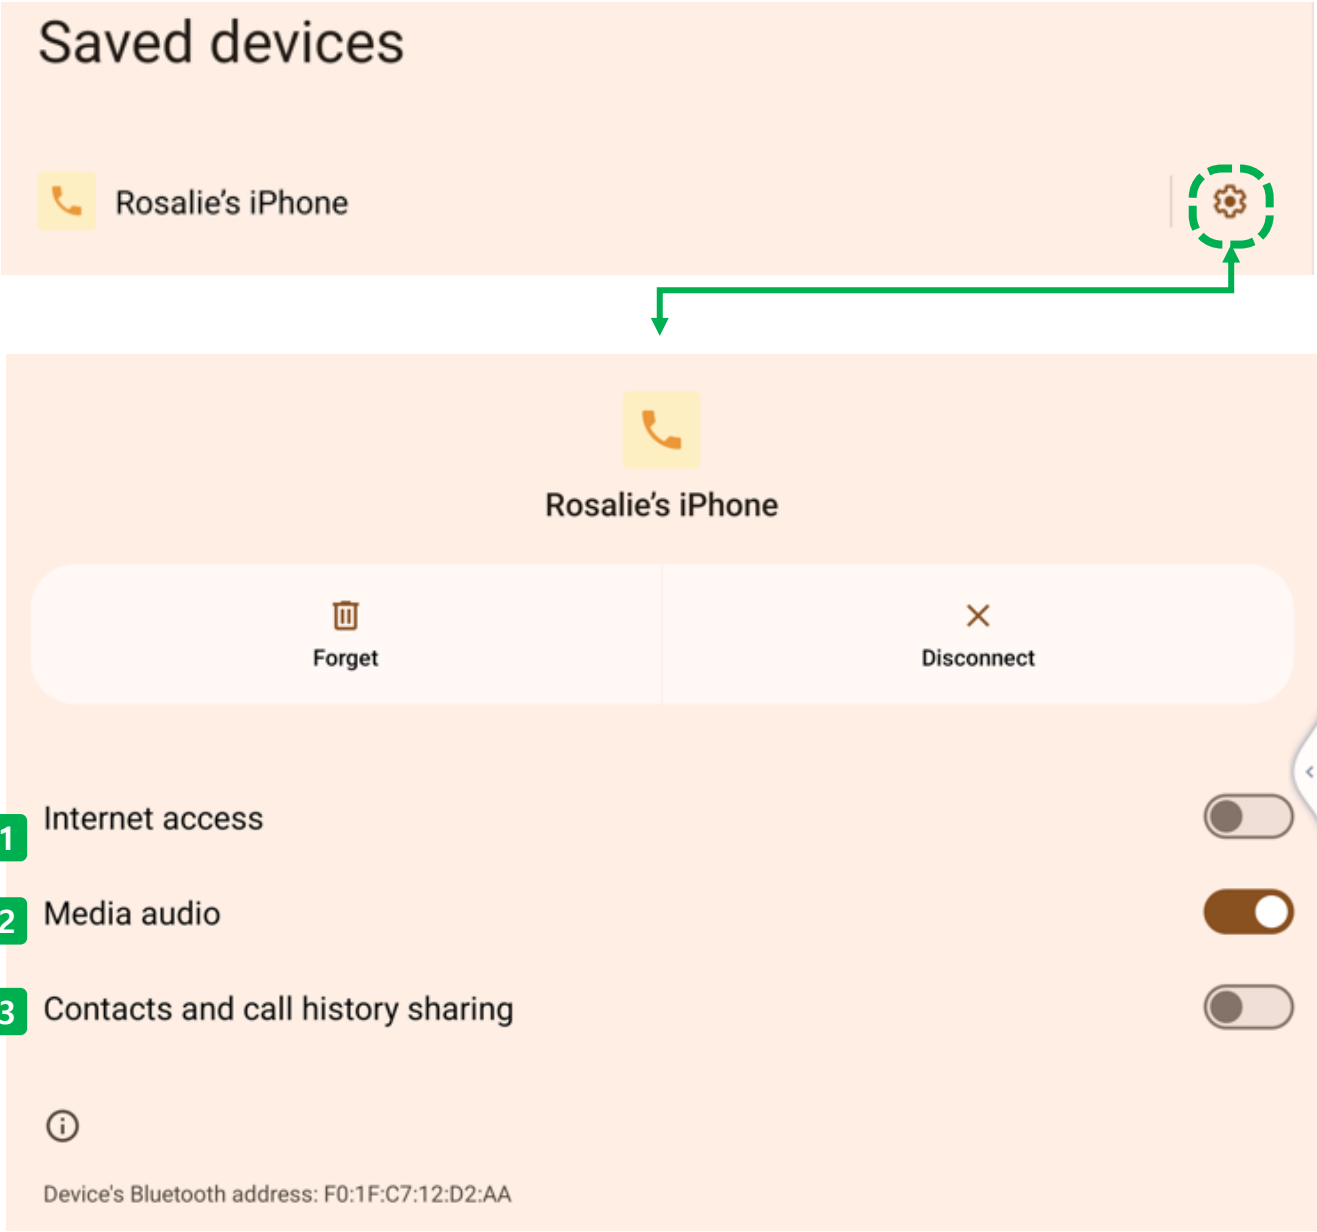 Saved devices
Rosalie's iPhone
Rosalie's iPhone
Forget
Disconnect
1
Internet access
2
Media audio
3
Contacts and call history sharing
Device's Bluetooth address: F0:1F:C7:12:D2:AA